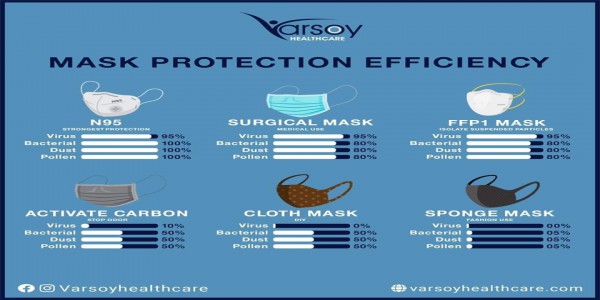 Varsoy
HEALTHCARE
MASK PROTECTION EFFICIENCY
N95
STRONGEST PROTECTION
Virus 95%
Bacterial 100%
Dust 100%
Pollen 100%
SURGICAL MASK
MEDICAL USE
Virus 95%
Bacterial 80%
Dust 80%
Pollen 80%
FFP1 MASK
ISOLATE SUSPENDED PARTICLES
Virus 95%
Bacterial 80%
Dust 80%
Pollen 80%
ACTIVATE CARBON
STOP ODOR
Virus 10%
Bacterial 50%
Dust 50%
Pollen 50%
CLOTH MASK
DIY
Virus 0%
Bacterial 50%
Dust 50%
Pollen 50%
SPONGE MASK
FASHION USE
Virus 00%
Bacterial 05%
Dust 05%
Pollen 05%
Varsoyhealthcare
varsoyhealthcare.com